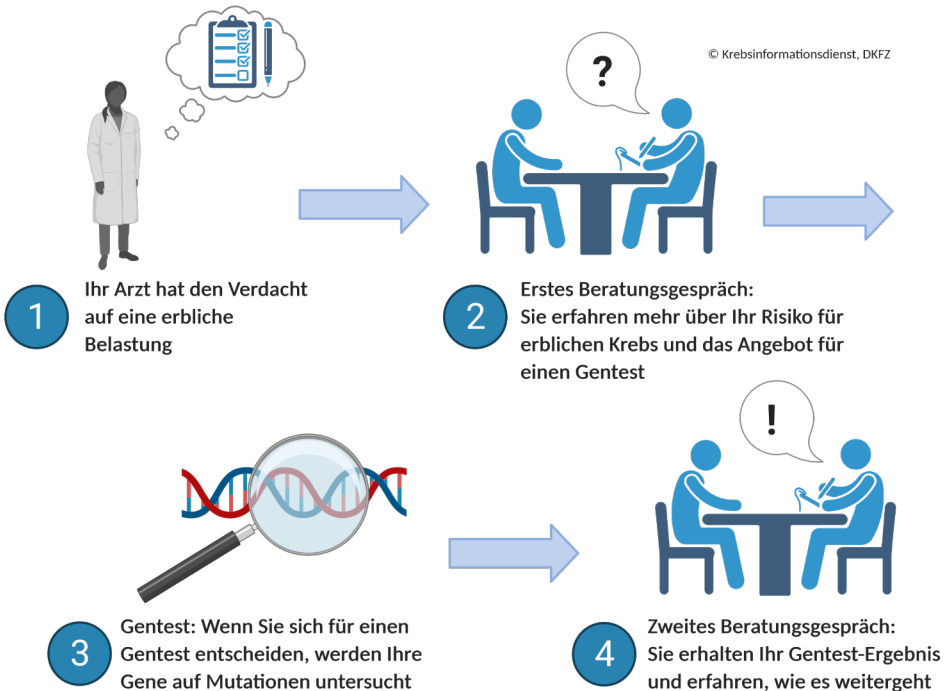 © Krebsinformationsdienst, DKFZ
?
1
Ihr Arzt hat den Verdacht
auf eine erbliche
Belastung
2
Erstes Beratungsgespräch:
Sie erfahren mehr über Ihr Risiko für
erblichen Krebs und das Angebot für
einen Gentest
!
3
Gentest: Wenn Sie sich für einen
Gentest entscheiden, werden Ihre
Gene auf Mutationen untersucht
4
Zweites Beratungsgespräch:
Sie erhalten Ihr Gentest-Ergebnis
und erfahren, wie es weitergeht